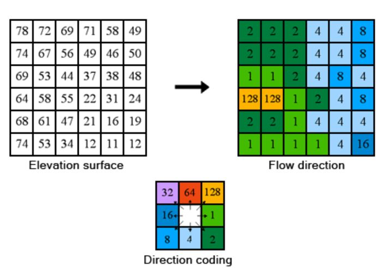 78 72 69 71 58 49
74 67 56 49 46 50
69 53 44 37 38 48
64 58 55 22 31 24
68 61 47 21 16 19
74 53 34 12 11 12
Elevation surface
2 2 2 4 4 8
2 2 2 4 4 8
1 1 2 4 8 4
128 128 1 2 4 8
2 2 1 4 4 4
1 1 1 1 4 16
Flow direction
32 64 128
16 1
8 4 2
Direction coding